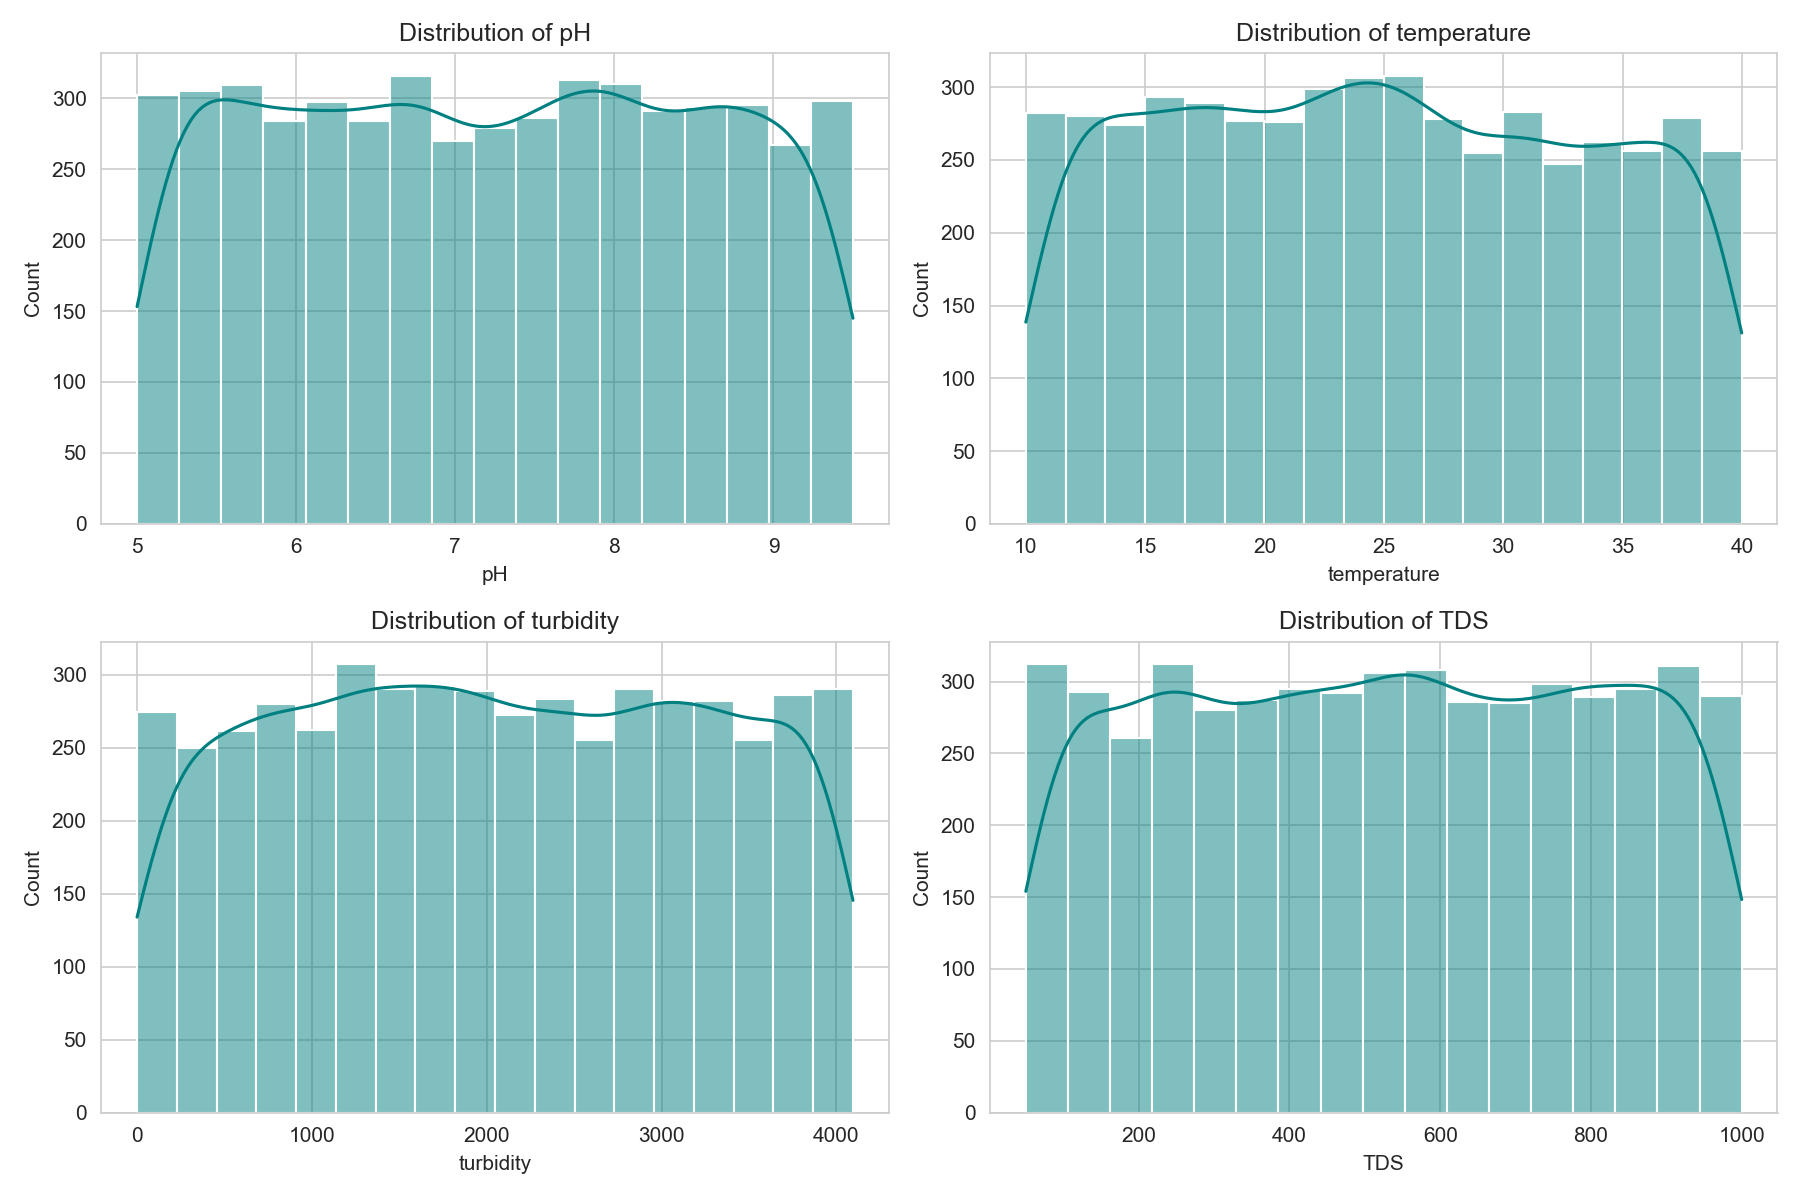 Distribution of pH
300
250
200
150
100
50
0
Count
5 6 7 8 9
pH
Distribution of temperature
300
250
200
150
100
50
0
Count
10 15 20 25 30 35 40
temperature
Distribution of turbidity
300
250
200
150
100
50
0
Count
0 1000 2000 3000 4000
turbidity
Distribution of TDS
300
250
200
150
100
50
0
Count
200 400 600 800 1000
TDS